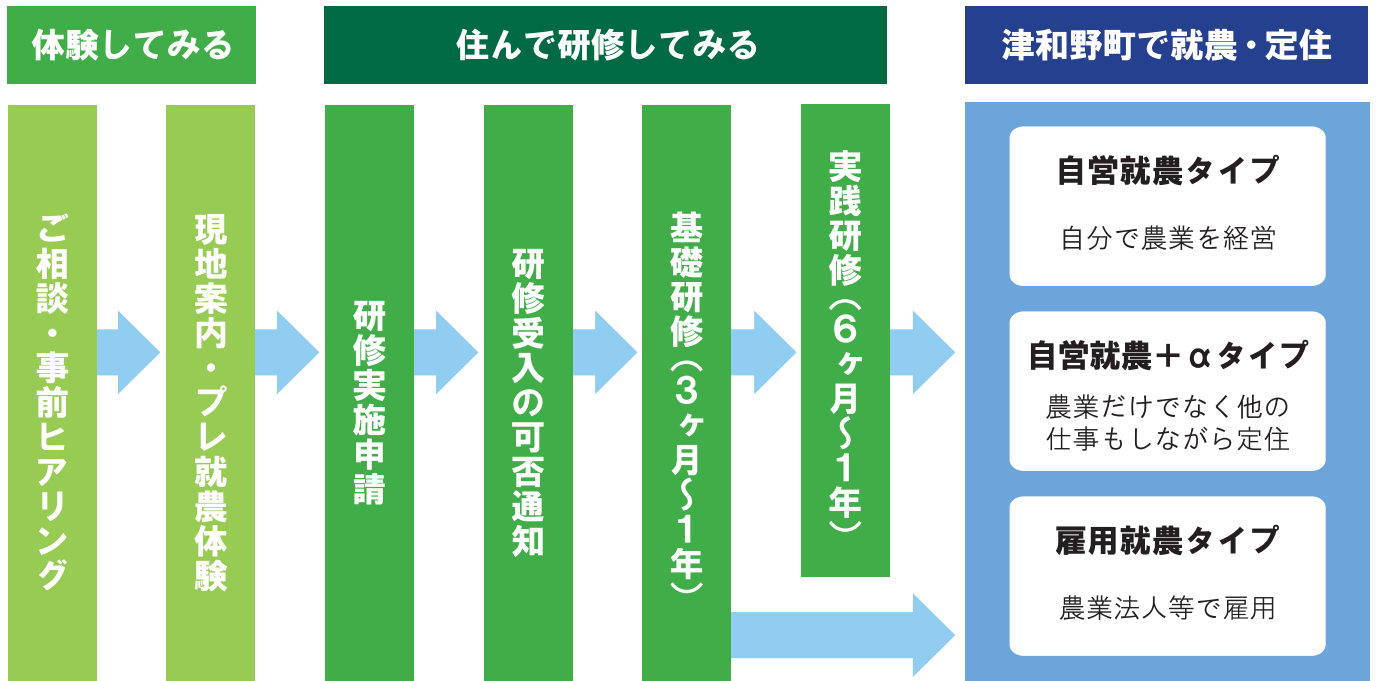 体験してみる
住んで研修してみる
津和野町で就農・定住
ご相談・事前ヒアリング
現地案内・プレ就農体験
研修実施申請
研修受入の可否通知
基礎研修（３ヶ月～１年）
実践研修（６ヶ月～１年）
自営就農タイプ
自分で農業を経営
自営就農＋αタイプ
農業だけでなく他の
仕事もしながら定住
雇用就農タイプ
農業法人等で雇用